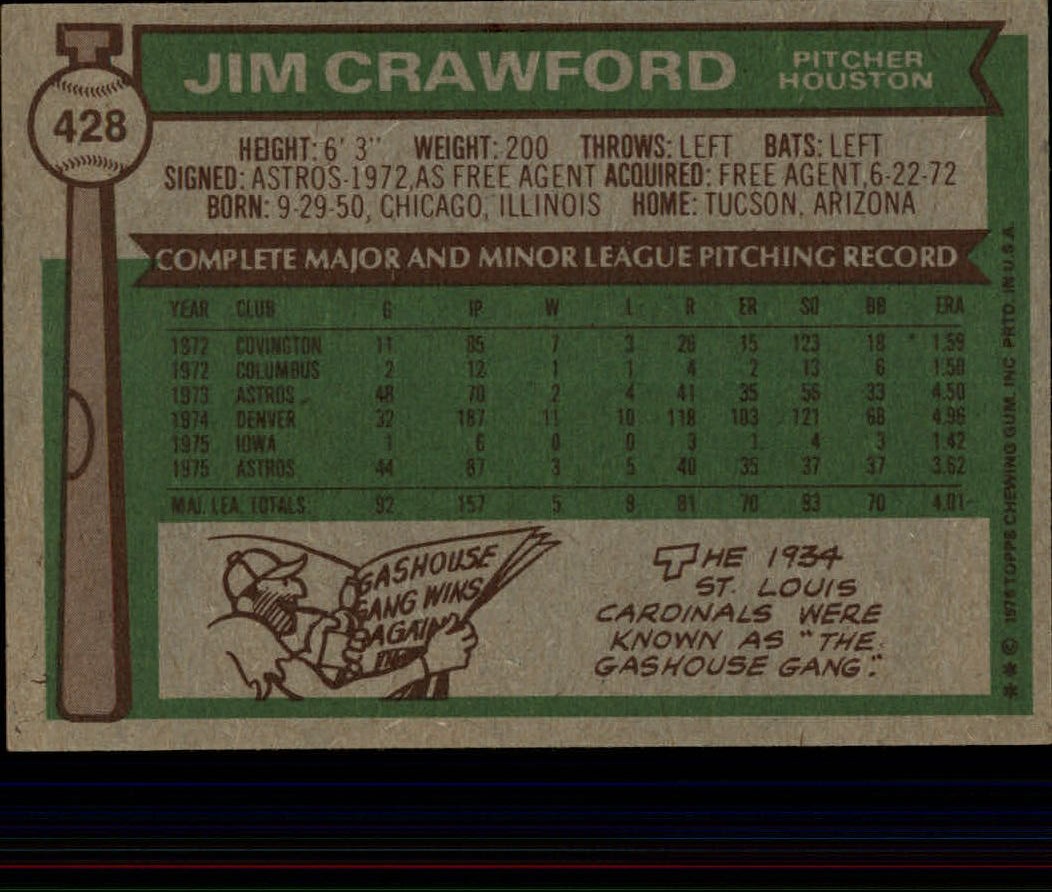 428
JIM CRAWFORD
PITCHER
HOUSTON
HEIGHT: 6' 3" WEIGHT: 200 THROWS: LEFT BATS: LEFT
SIGNED: ASTROS-1972, AS FREE AGENT ACQUIRED: FREE AGENT, 6-22-72
BORN: 9-29-50, CHICAGO, ILLINOIS HOME: TUCSON, ARIZONA
COMPLETE MAJOR AND MINOR LEAGUE PITCHING RECORD
YEAR CLUB G IP W L R ER SO BB ERA
1972 COVINGTON 11 85 7 3 26 15 123 18 * 1.59
1972 COLUMBUS 2 12 1 1 4 2 13 6 1.50
1973 ASTROS 48 70 2 4 41 35 56 33 4.50
1974 DENVER 32 187 11 10 118 103 121 68 4.96
1975 IOWA 1 6 0 0 3 1 4 3 1.42
1975 ASTROS 44 87 3 5 40 35 37 37 3.62
MAJ. LEA. TOTALS 92 157 5 9 81 70 93 70 4.01
GASHOUSE
GANG WINS
AGAIN
THE 1934
ST. LOUIS
CARDINALS WERE
KNOWN AS "THE
GASHOUSE GANG."
** © 1976 TOPPS CHEWING GUM, INC PRTD. IN U.S.A.